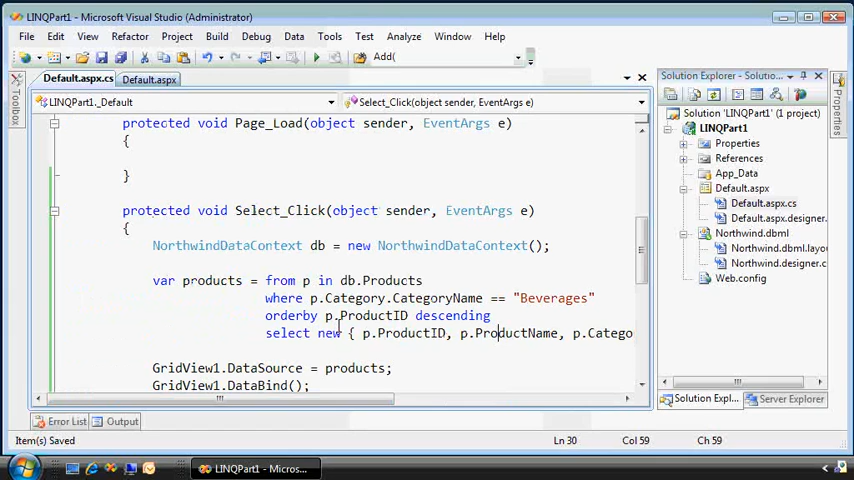 LINQPart1 - Microsoft Visual Studio (Administrator)
File Edit View Refactor Project Build Debug Data Tools Test Analyze Window Help
Add(
Default.aspx.cs Default.aspx
LINQPart1._Default
Select_Click(object sender, EventArgs e)
protected void Page_Load(object sender, EventArgs e)
{
}
protected void Select_Click(object sender, EventArgs e)
{
NorthwindDataContext db = new NorthwindDataContext();
var products = from p in db.Products
where p.Category.CategoryName == "Beverages"
orderby p.ProductID descending
select new { p.ProductID, p.ProductName, p.Catego
GridView1.DataSource = products;
GridView1.DataBind();
Toolbox
Solution Explorer - Solutio...
Solution 'LINQPart1' (1 project)
LINQPart1
Properties
References
App_Data
Default.aspx
Default.aspx.cs
Default.aspx.designer.
Northwind.dbml
Northwind.dbml.layo
Northwind.designer.c
Web.config
Properties
Solution Expl...
Server Explorer
Error List
Output
Item(s) Saved
Ln 30 Col 59 Ch 59
LINQPart1 - Micros...